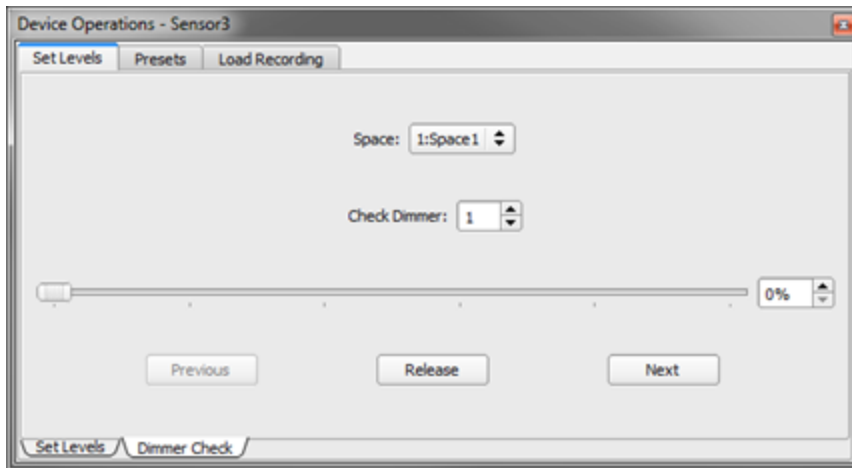 Device Operations - Sensor3
Set Levels Presets Load Recording
Space: 1:Space1
Check Dimmer: 1
0%
Previous Release Next
Set Levels Dimmer Check